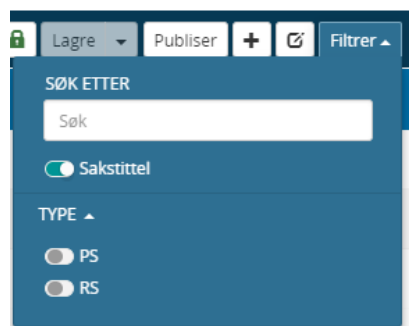 Lagre Publiser Filtrer
SØK ETTER
Søk
Sakstittel
TYPE
PS
RS